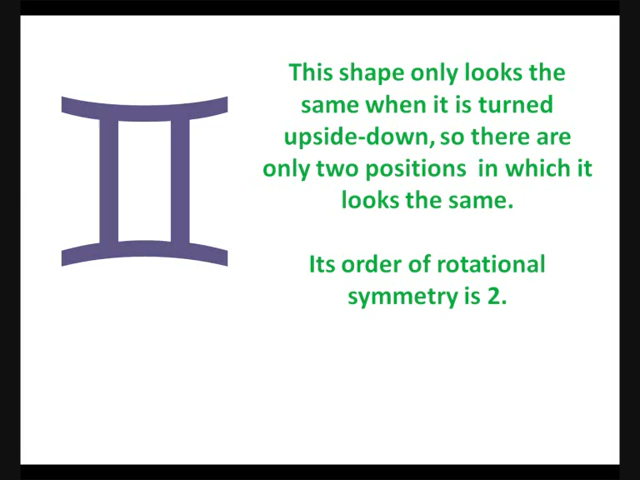 This shape only looks the
same when it is turned
upside-down, so there are
only two positions  in which it
looks the same.
Its order of rotational
symmetry is 2.